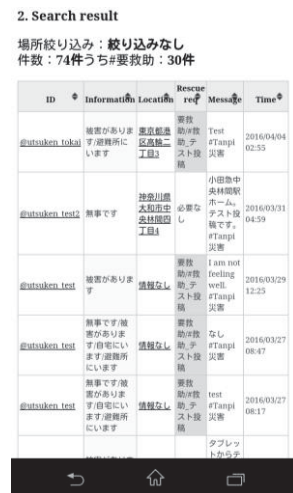 2. Search result
場所絞り込み：絞り込みなし
件数：74件うち#要救助：30件
ID Information Location Rescue req Message Time
@utsuken_tokai 被害があります/避難所にいます 東京都港区高輪二丁目3 要救助/#救助_テスト投稿 Test #Tanpi 災害 2016/04/04 02:55
@utsuken_test2 無事です 神奈川県大和市中央林間四丁目4 必要なし 小田急中央林間駅ホーム。テスト投稿です。 #Tanpi 災害 2016/03/31 04:59
@utsuken_test 被害があります 情報なし 要救助/#救助_テスト投稿 I am not feeling well. #Tanpi 災害 2016/03/29 12:25
@utsuken_test 無事です/被害があります/自宅にいます/避難所にいます 情報なし 要救助/#救助_テスト投稿 なし #Tanpi 災害 2016/03/27 08:47
@utsuken_test 無事です/被害があります/自宅にいます/避難所にいます 情報なし 要救助/#救助_テスト投稿 test #Tanpi 災害 2016/03/27 08:17
タブレットからテ